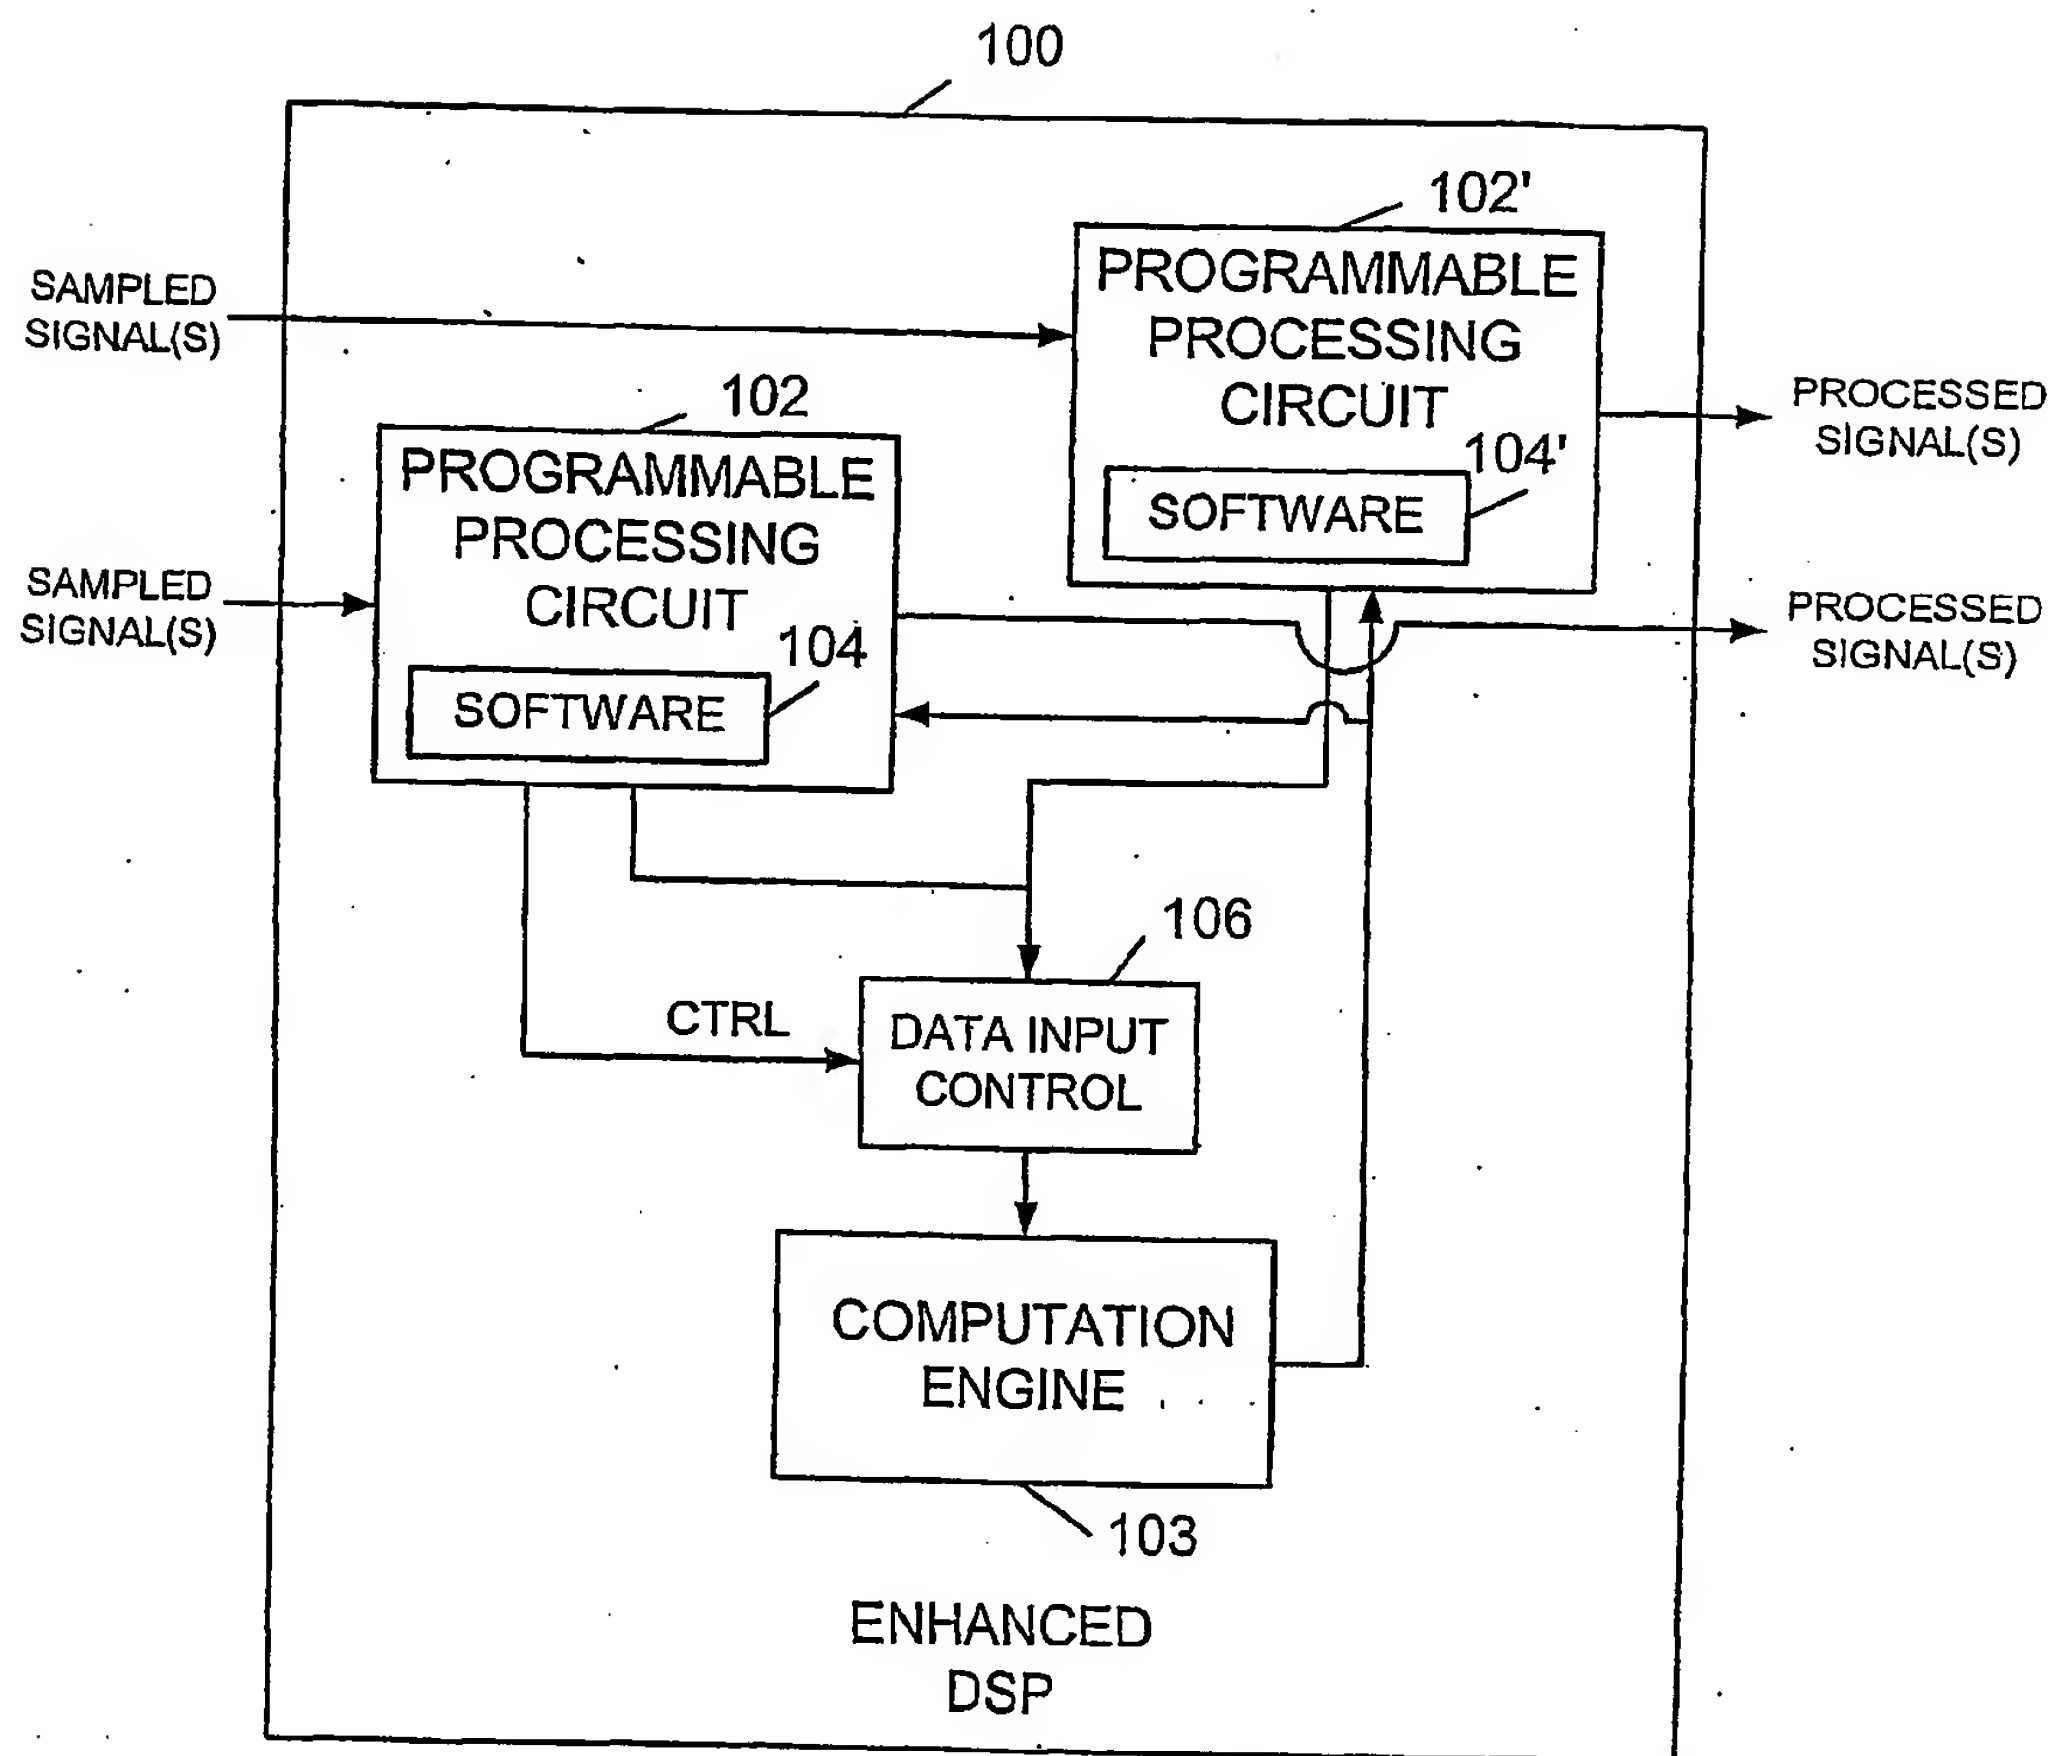 100
102'
PROGRAMMABLE
PROCESSING
CIRCUIT
104'
SOFTWARE
SAMPLED
SIGNAL(S)
PROCESSED
SIGNAL(S)
102
PROGRAMMABLE
PROCESSING
CIRCUIT
104
SOFTWARE
SAMPLED
SIGNAL(S)
PROCESSED
SIGNAL(S)
106
CTRL
DATA INPUT
CONTROL
COMPUTATION
ENGINE
103
ENHANCED
DSP